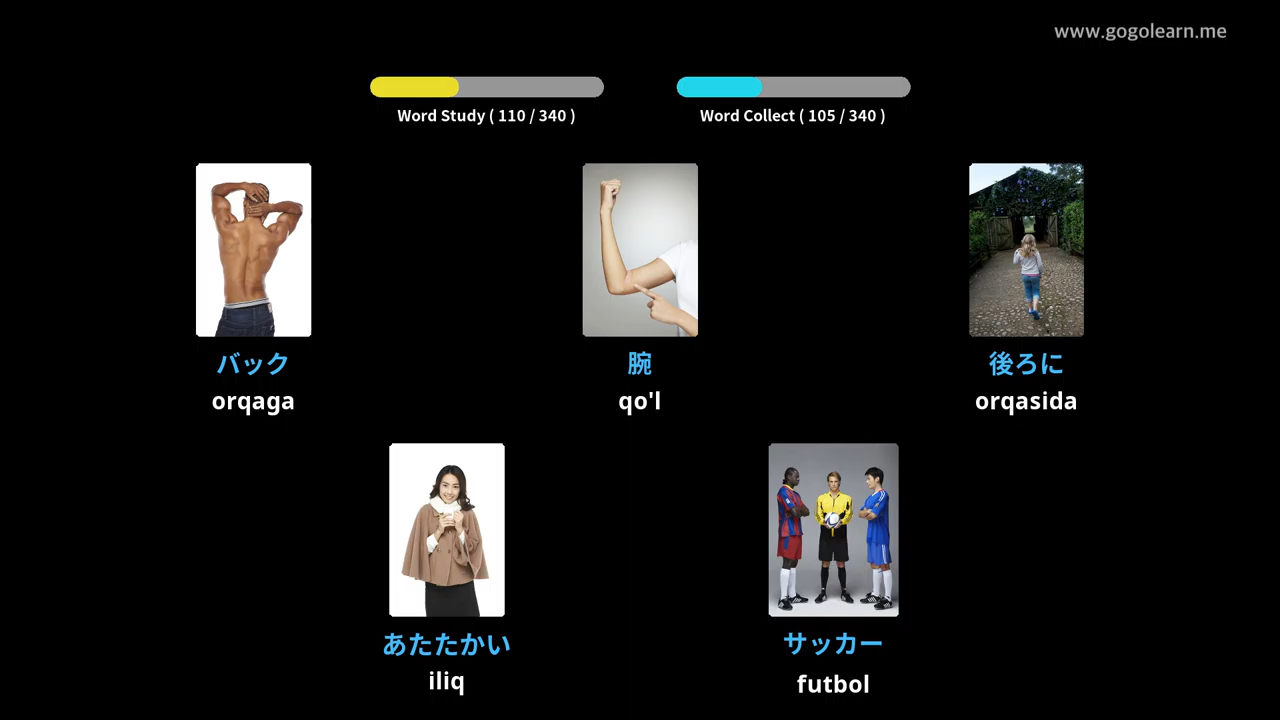 www.gogolearn.me
Word Study ( 110 / 340 )
Word Collect ( 105 / 340 )
バック
orqaga
腕
qo'l
後ろに
orqasida
あたたかい
iliq
サッカー
futbol